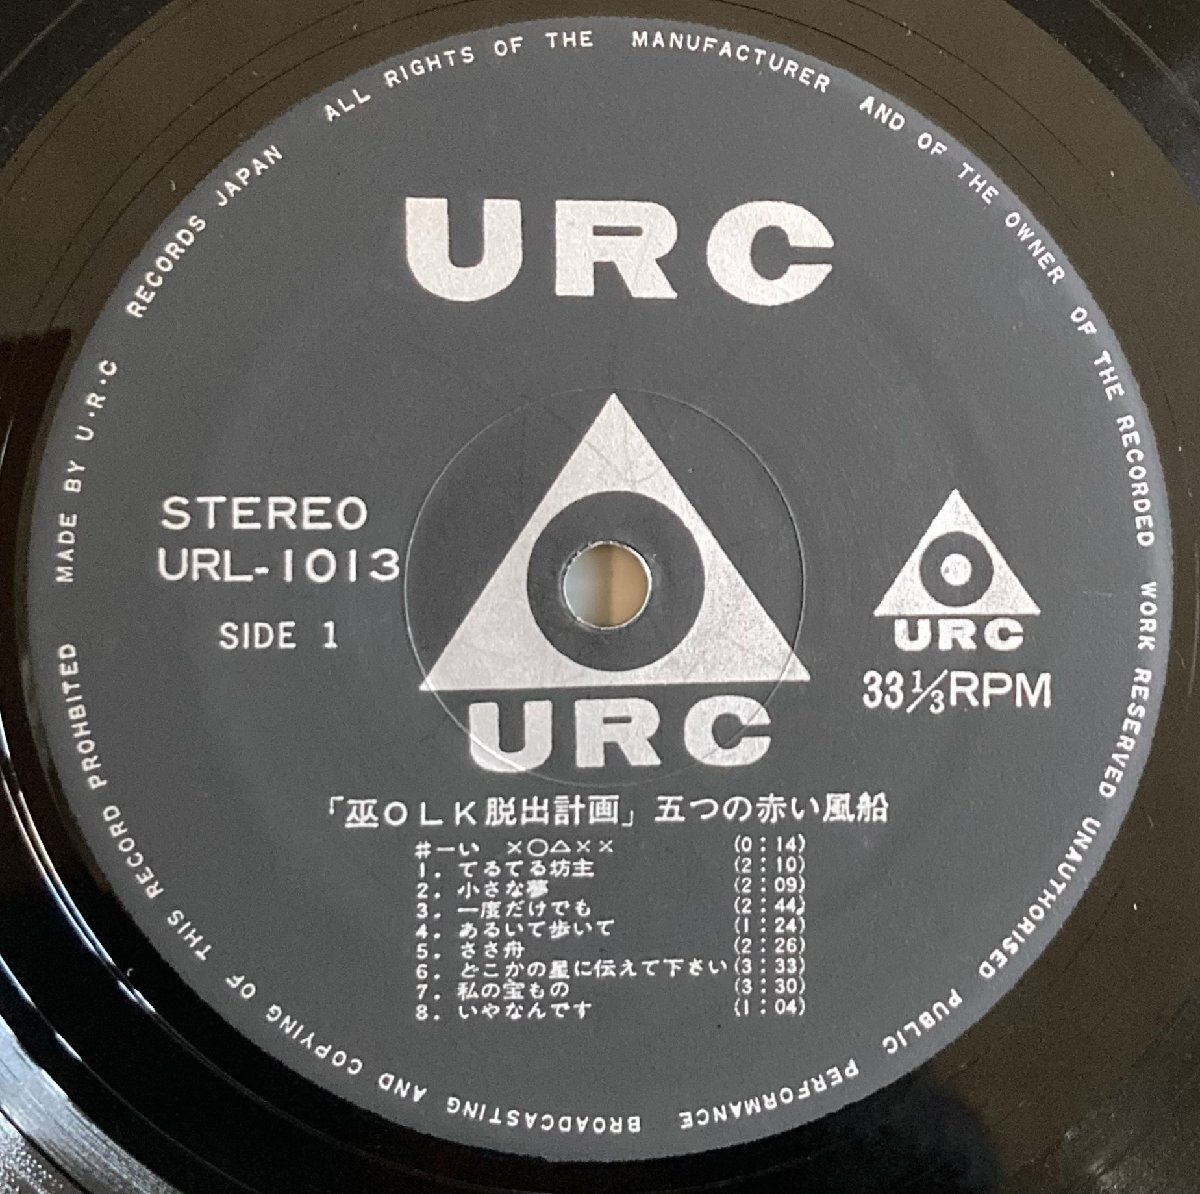 MADE BY U·R·C RECORDS JAPAN ALL RIGHTS OF THE MANUFACTURER AND OF THE OWNER OF THE RECORDED WORK RESERVED UNAUTHORISED PUBLIC PERFORMANCE BROADCASTING AND COPYING OF THIS RECORD PROHBITED
URC
STEREO
URL-1013
SIDE 1
URC
33⅓RPM
URC
「巫OLK脱出計画」五つの赤い風船
#ーい ×○△×× (0:14)
1. てるてる坊主 (2:10)
2. 小さな夢 (2:09)
3. 一度だけでも (2:44)
4. あるいて歩いて (1:24)
5. ささ舟 (2:26)
6. どこかの星に伝えて下さい (3:33)
7. 私の宝もの (3:30)
8. いやなんです (1:04)